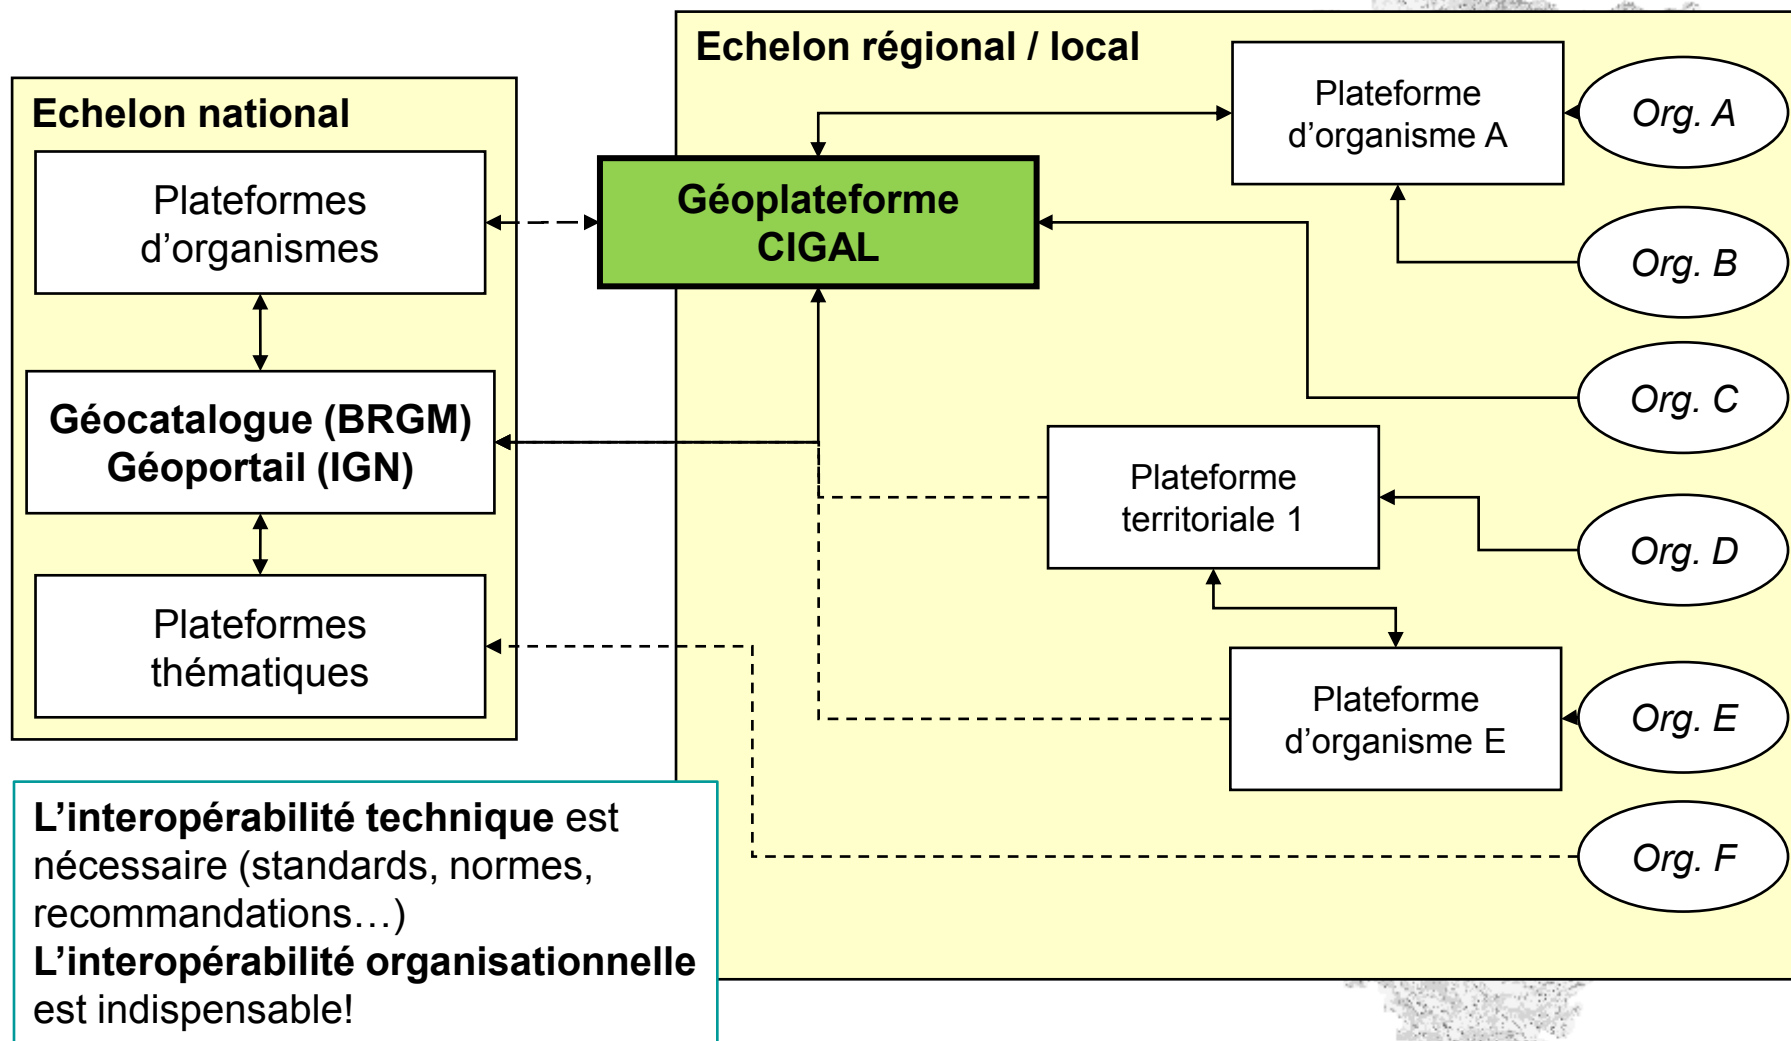 Echelon national
Plateformes
d’organismes
Géocatalogue (BRGM)
Géoportail (IGN)
Plateformes
thématiques
Echelon régional / local
Géoplateforme
CIGAL
Plateforme
d’organisme A
Plateforme
territoriale 1
Plateforme
d’organisme E
Org. A
Org. B
Org. C
Org. D
Org. E
Org. F
L’interopérabilité technique est
nécessaire (standards, normes,
recommandations…)
L’interopérabilité organisationnelle
est indispensable!